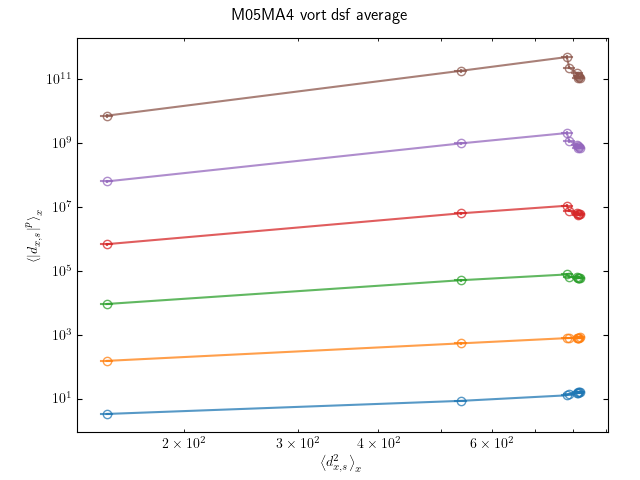 M05MA4 vort dsf average
⟨|d_{x,s}|^p⟩_x
10^{11}
10^9
10^7
10^5
10^3
10^1
2 × 10^2 3 × 10^2 4 × 10^2 6 × 10^2
⟨d_{x,s}^2⟩_x